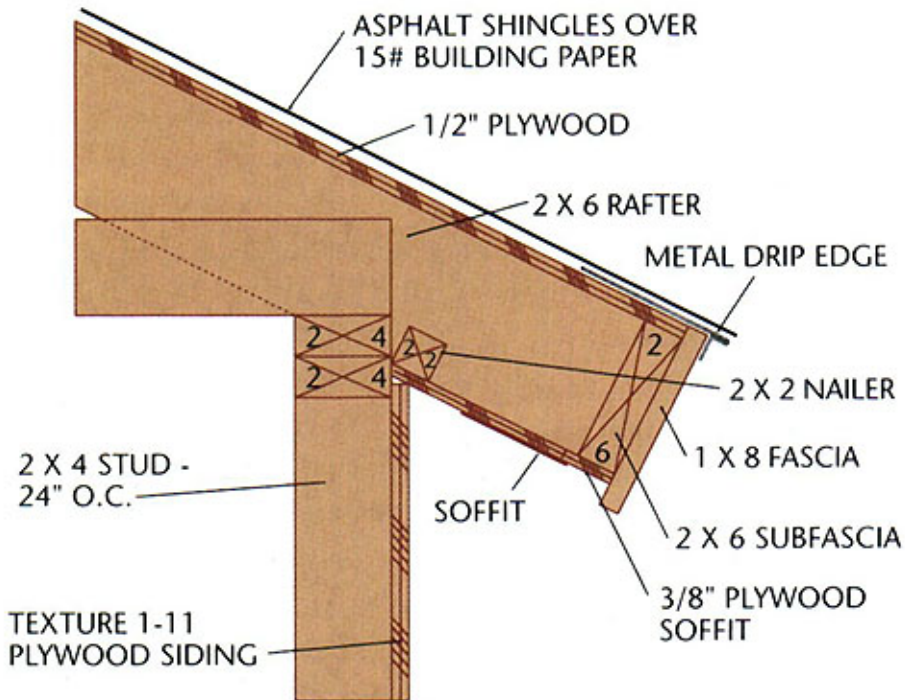 ASPHALT SHINGLES OVER
15# BUILDING PAPER
1/2" PLYWOOD
2 X 6 RAFTER
METAL DRIP EDGE
2 4
2 4
2 2
2
6
2 X 2 NAILER
1 X 8 FASCIA
2 X 4 STUD -
24" O.C.
SOFFIT
2 X 6 SUBFASCIA
3/8" PLYWOOD
SOFFIT
TEXTURE 1-11
PLYWOOD SIDING